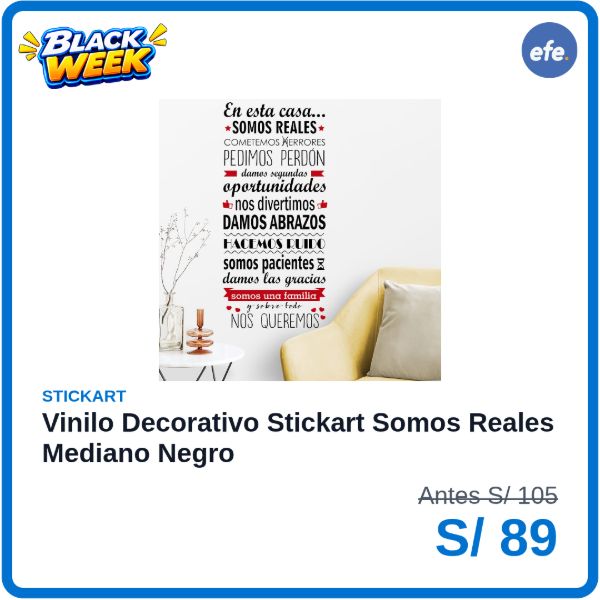 BLACK
WEEK
efe.
En esta casa...
SOMOS REALES
COMETEMOS ERRORES
PEDIMOS PERDÓN
damos segundas
oportunidades
nos divertimos
DAMOS ABRAZOS
HACEMOS RUIDO
somos pacientes
damos las gracias
somos una familia
y sobre todo
NOS QUEREMOS
STICKART
Vinilo Decorativo Stickart Somos Reales
Mediano Negro
Antes S/ 105
S/ 89